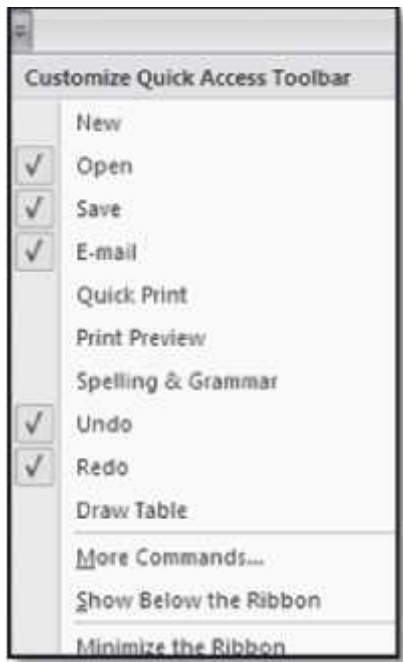 Customize Quick Access Toolbar
New
Open
Save
E-mail
Quick Print
Print Preview
Spelling & Grammar
Undo
Redo
Draw Table
More Commands...
Show Below the Ribbon
Minimize the Ribbon